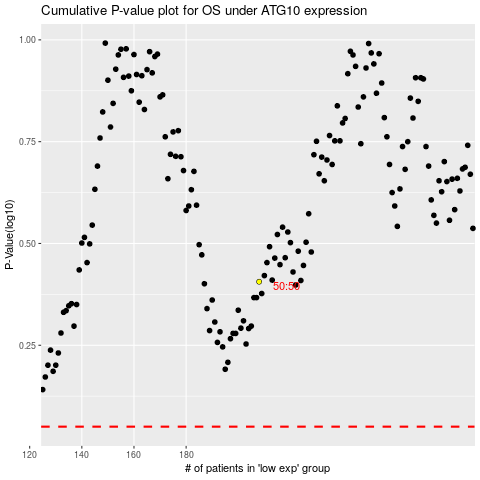 Cumulative P-value plot for OS under ATG10 expression
1.00
0.75
0.50
0.25
P-Value(log10)
50:50
120 140 160 180
# of patients in 'low exp' group